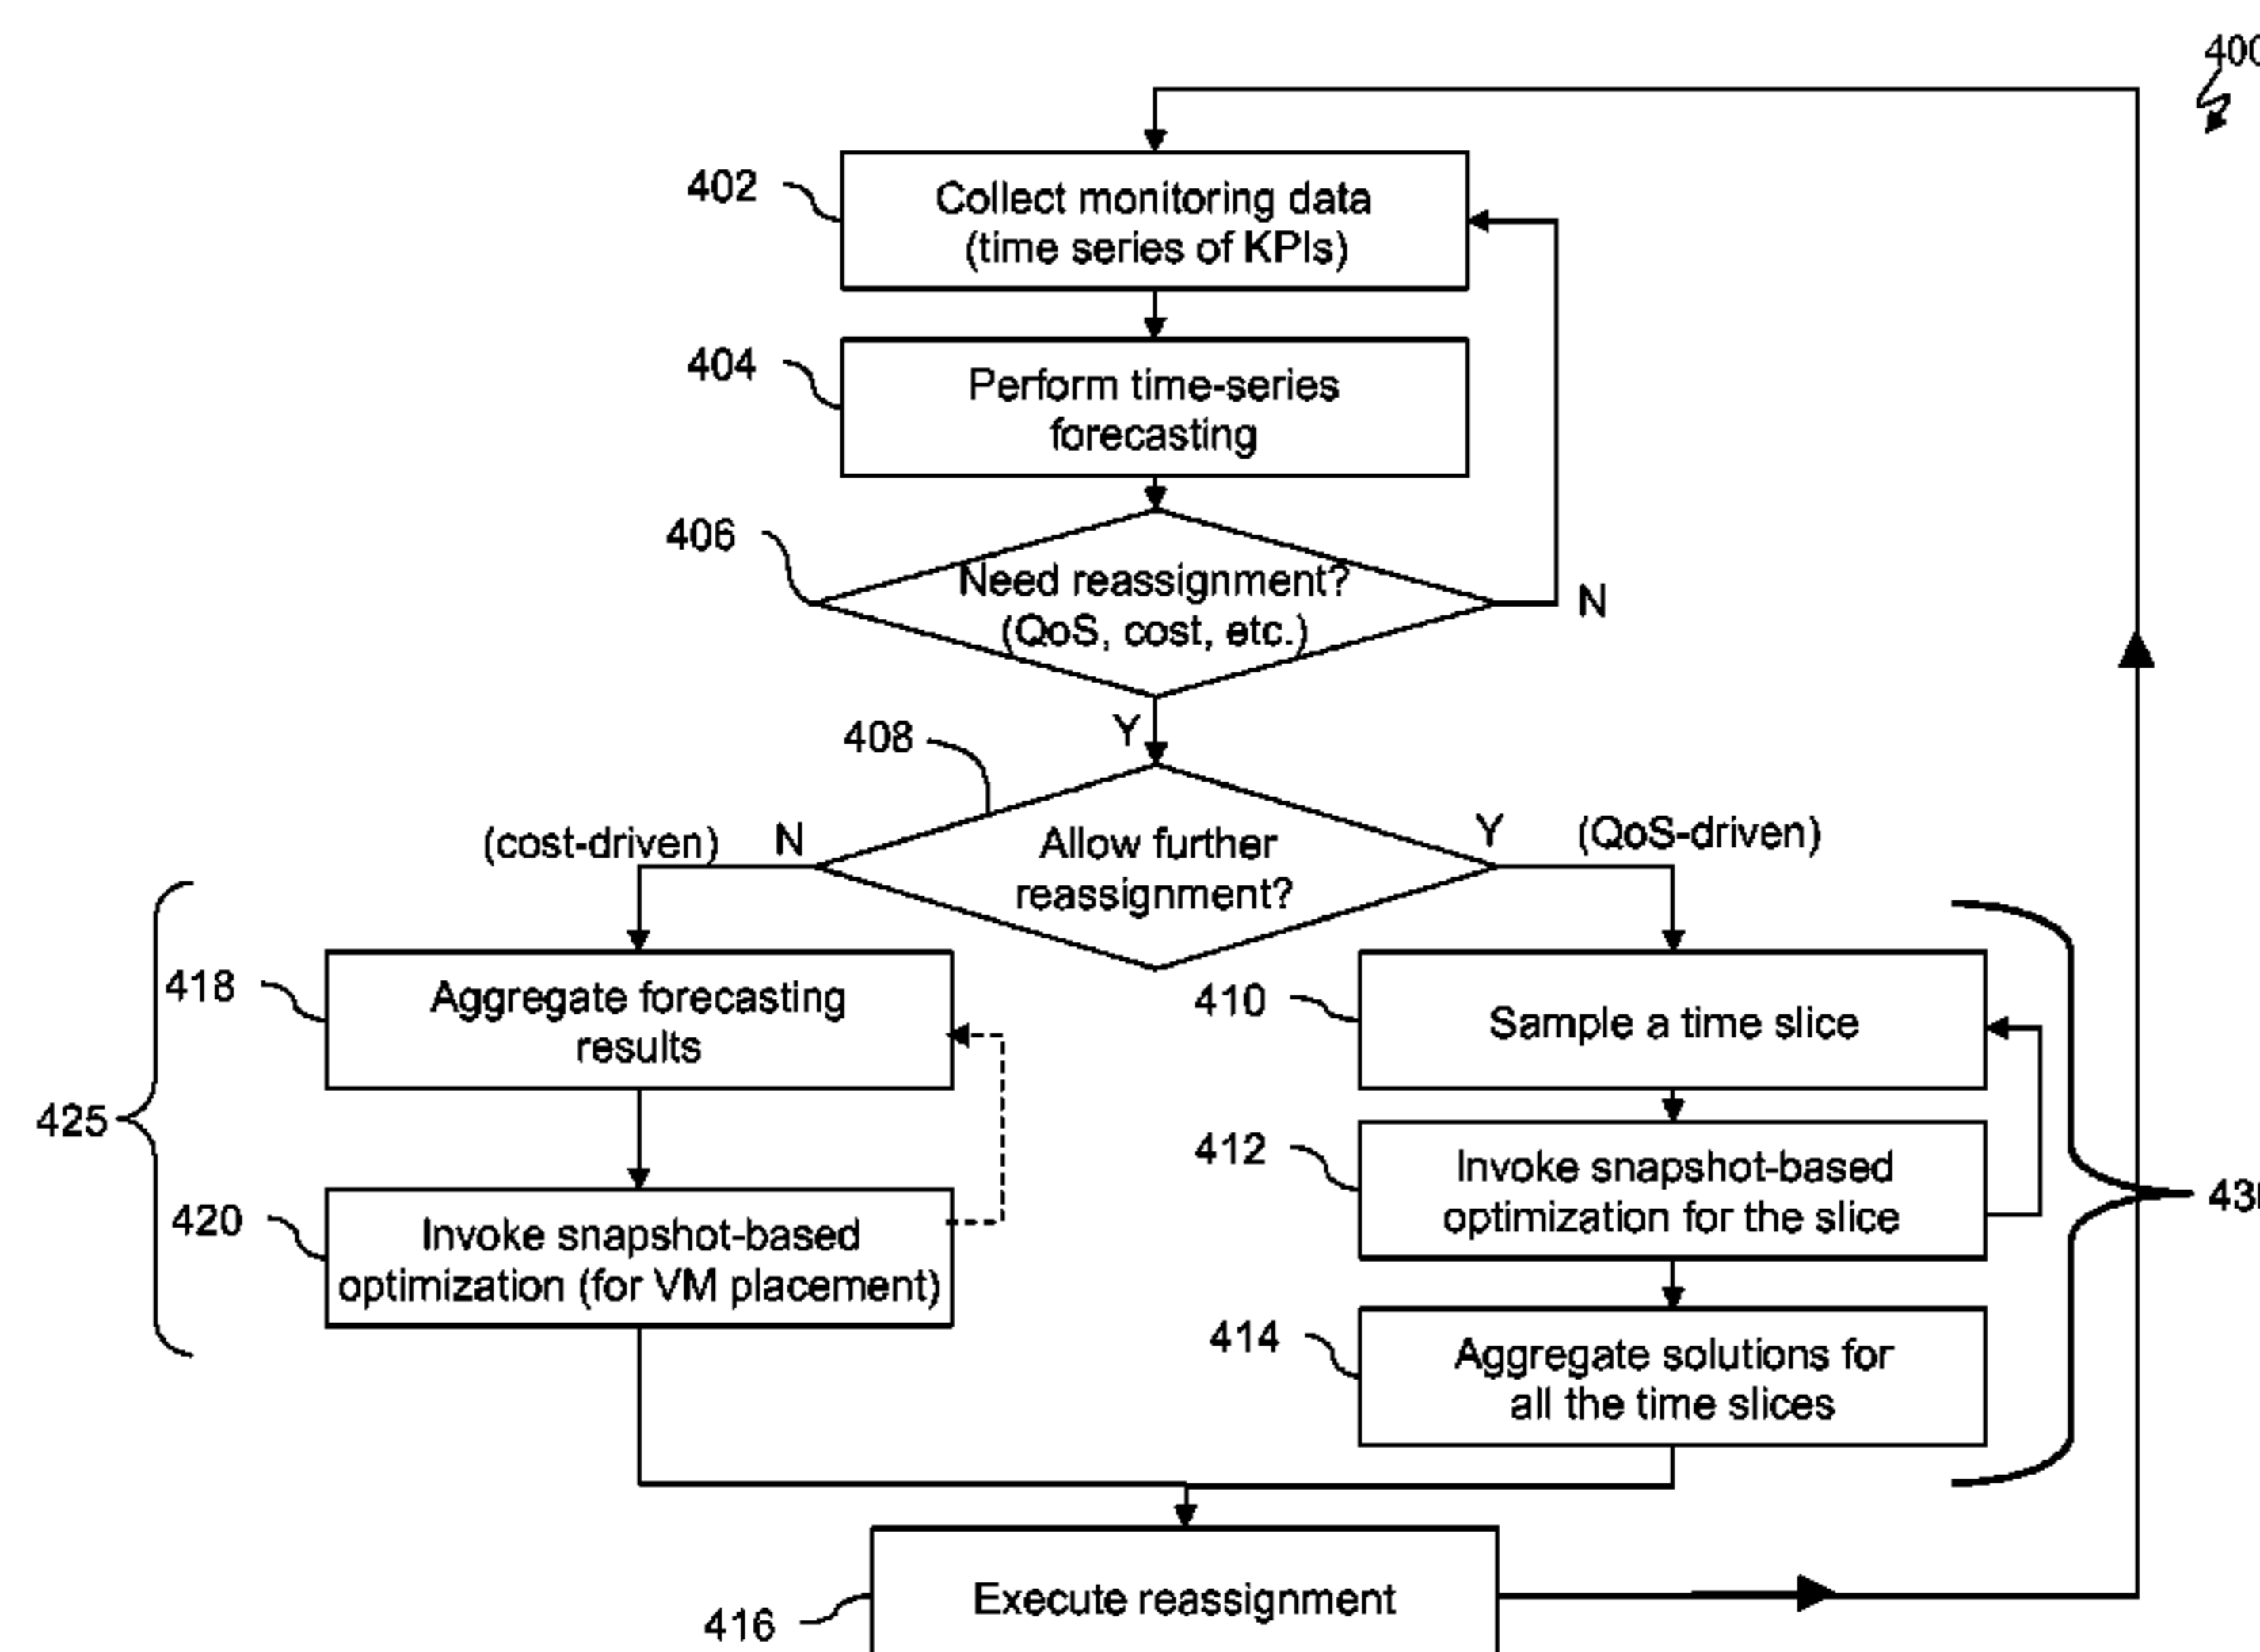 400
402
Collect monitoring data
(time series of KPIs)
404
Perform time-series
forecasting
406
Need reassignment?
(QoS, cost, etc.)
N
Y
408
(cost-driven)
N
Allow further
reassignment?
Y
(QoS-driven)
425
418
Aggregate forecasting
results
420
Invoke snapshot-based
optimization (for VM placement)
410
Sample a time slice
412
Invoke snapshot-based
optimization for the slice
414
Aggregate solutions for
all the time slices
430
416
Execute reassignment